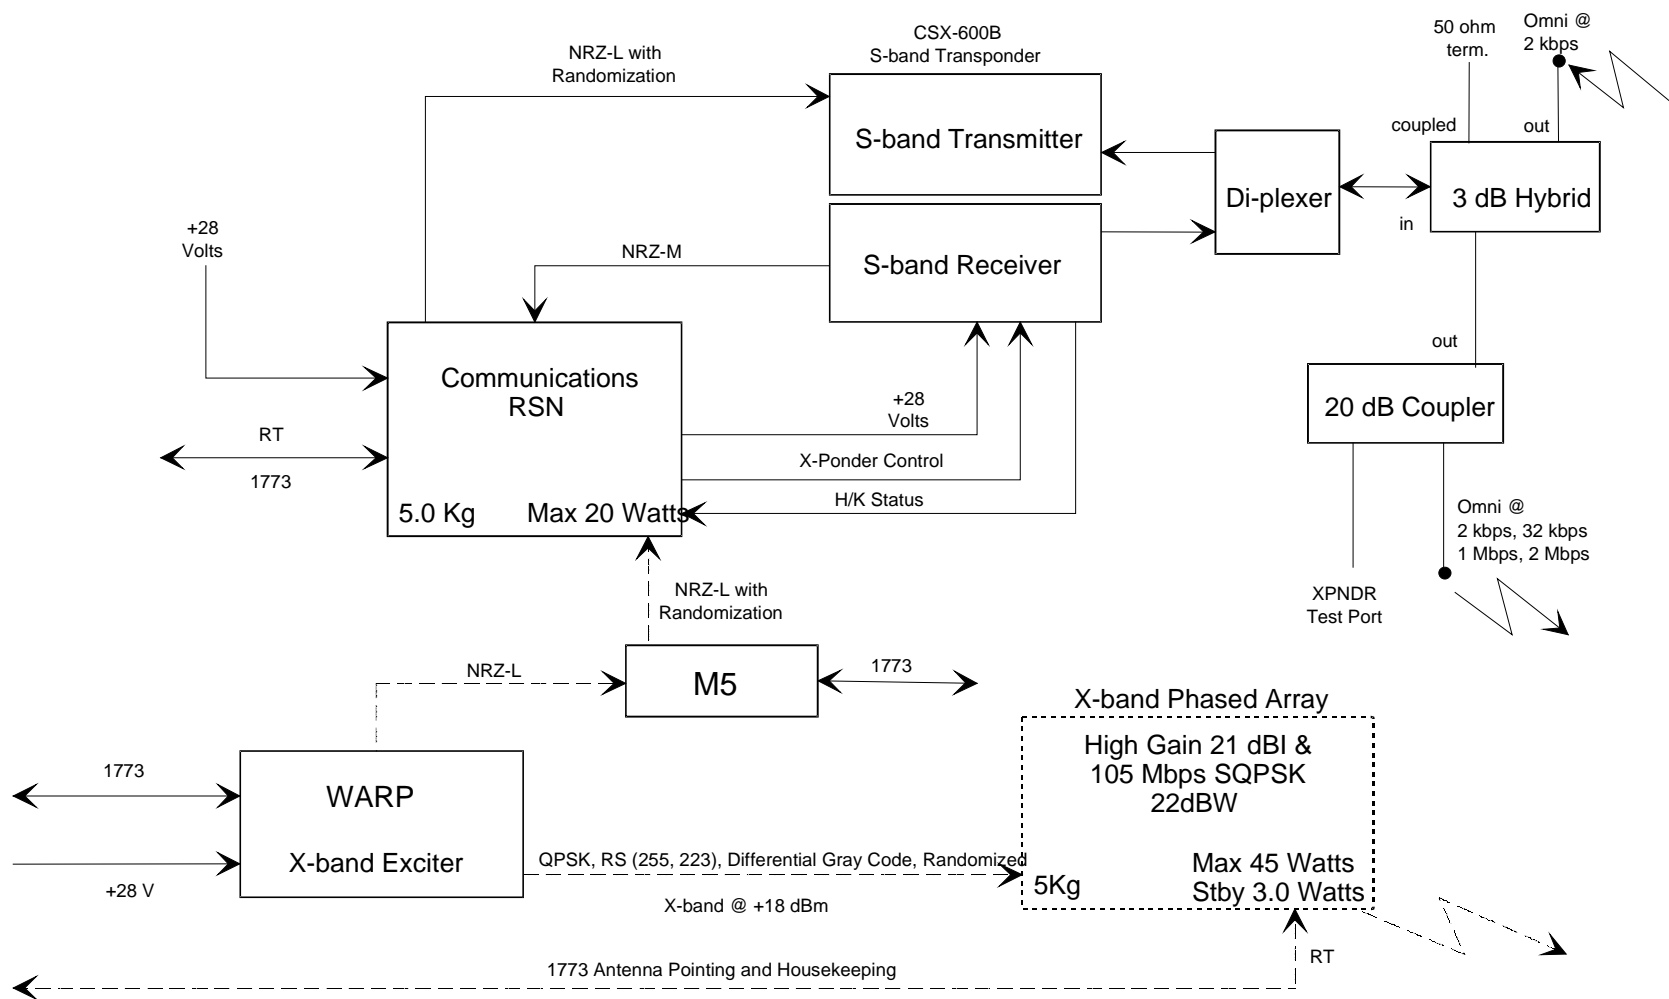 CSX-600B
S-band Transponder
50 ohm
term.
Omni @
2 kbps
NRZ-L with
Randomization
S-band Transmitter
coupled
out
Di-plexer
3 dB Hybrid
in
+28
Volts
NRZ-M
S-band Receiver
out
Communications
RSN
20 dB Coupler
+28
Volts
RT
1773
X-Ponder Control
H/K Status
5.0 Kg
Max 20 Watts
Omni @
2 kbps, 32 kbps
1 Mbps, 2 Mbps
XPNDR
Test Port
NRZ-L with
Randomization
NRZ-L
M5
1773
X-band Phased Array
High Gain 21 dBI &
105 Mbps SQPSK
22dBW
1773
WARP
X-band Exciter
+28 V
QPSK, RS (255, 223), Differential Gray Code, Randomized
X-band @ +18 dBm
Max 45 Watts
5Kg
Stby 3.0 Watts
RT
1773 Antenna Pointing and Housekeeping